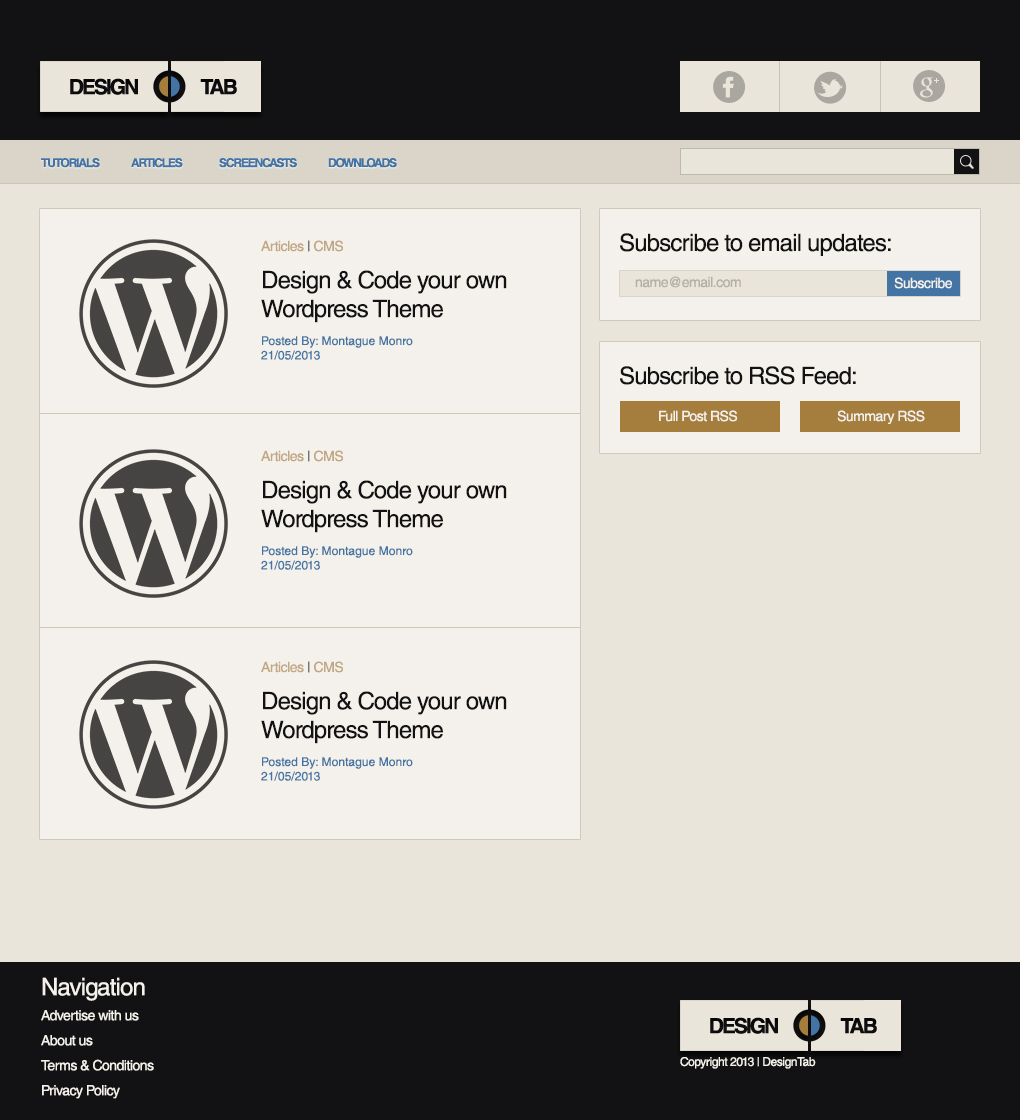 DESIGN TAB
TUTORIALS ARTICLES SCREENCASTS DOWNLOADS
Articles | CMS
Design & Code your own
Wordpress Theme
Posted By: Montague Monro
21/05/2013
Articles | CMS
Design & Code your own
Wordpress Theme
Posted By: Montague Monro
21/05/2013
Articles | CMS
Design & Code your own
Wordpress Theme
Posted By: Montague Monro
21/05/2013
Subscribe to email updates:
name@email.com Subscribe
Subscribe to RSS Feed:
Full Post RSS Summary RSS
Navigation
Advertise with us
About us
Terms & Conditions
Privacy Policy
DESIGN TAB
Copyright 2013 | DesignTab